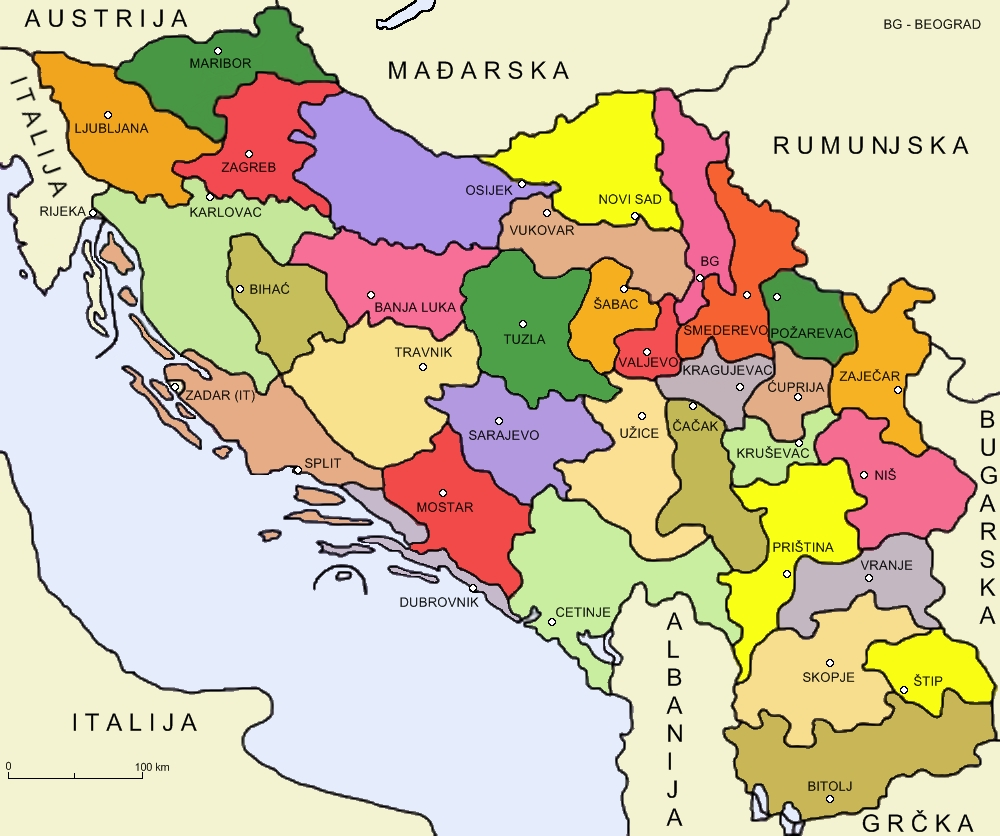 AUSTRIJA
BG - BEOGRAD
MARIBOR
MAĐARSKA
ITALIJA
LJUBLJANA
RUMUNJSKA
ZAGREB
OSIJEK
NOVI SAD
RIJEKA
KARLOVAC
VUKOVAR
BG
BIHAĆ
BANJA LUKA
ŠABAC
TUZLA
SMEDEREVO
POŽAREVAC
TRAVNIK
VALJEVO
KRAGUJEVAC
ZAJEČAR
ĆUPRIJA
ZADAR (IT)
SARAJEVO
UŽICE
ČAČAK
KRUŠEVAC
BUGARSKA
SPLIT
NIŠ
MOSTAR
PRIŠTINA
VRANJE
DUBROVNIK
CETINJE
ALBANIJA
SKOPJE
ŠTIP
ITALIJA
0
100 km
BITOLJ
GRČKA